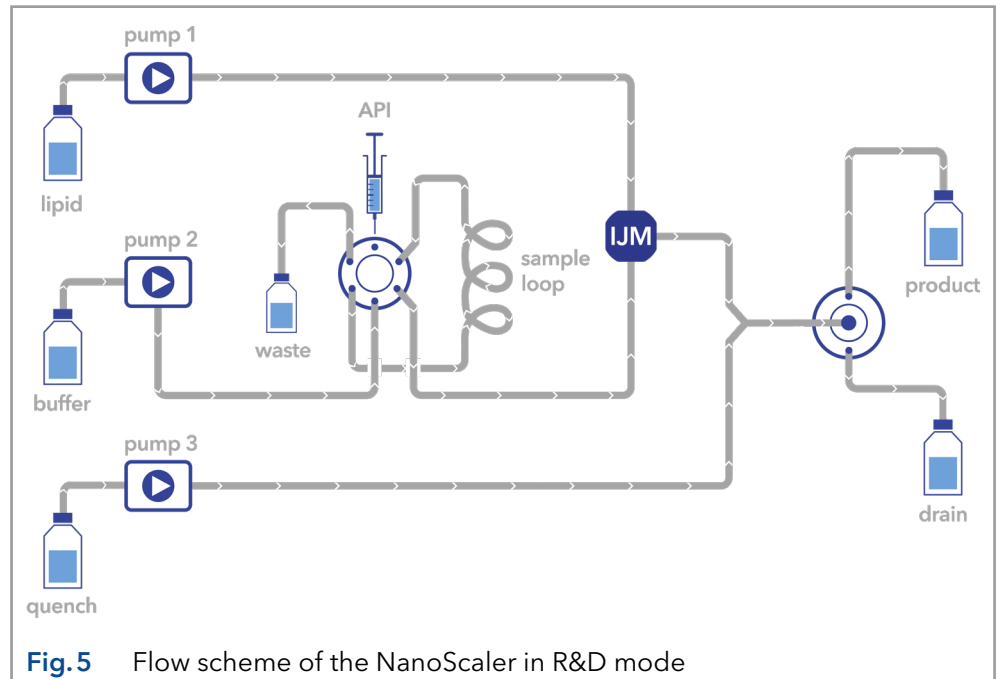 pump 1
API
lipid
pump 2
IJM
sample
loop
product
waste
buffer
pump 3
drain
quench
Fig. 5 Flow scheme of the NanoScaler in R&D mode